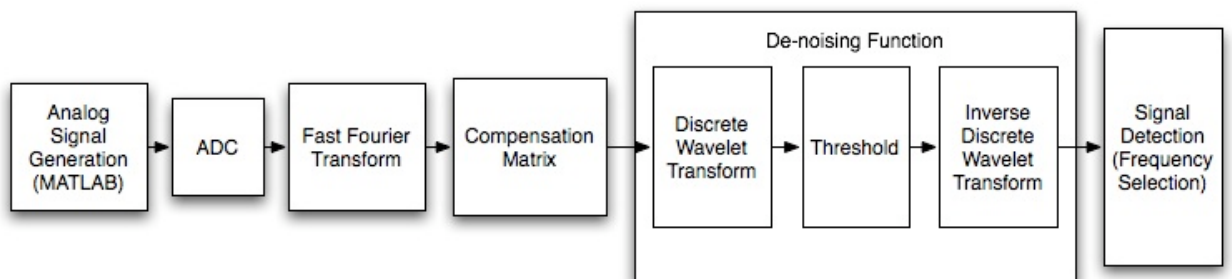 Analog
Signal
Generation
(MATLAB)
ADC
Fast Fourier
Transform
Compensation
Matrix
De-noising Function
Discrete
Wavelet
Transform
Threshold
Inverse
Discrete
Wavelet
Transform
Signal
Detection
(Frequency
Selection)